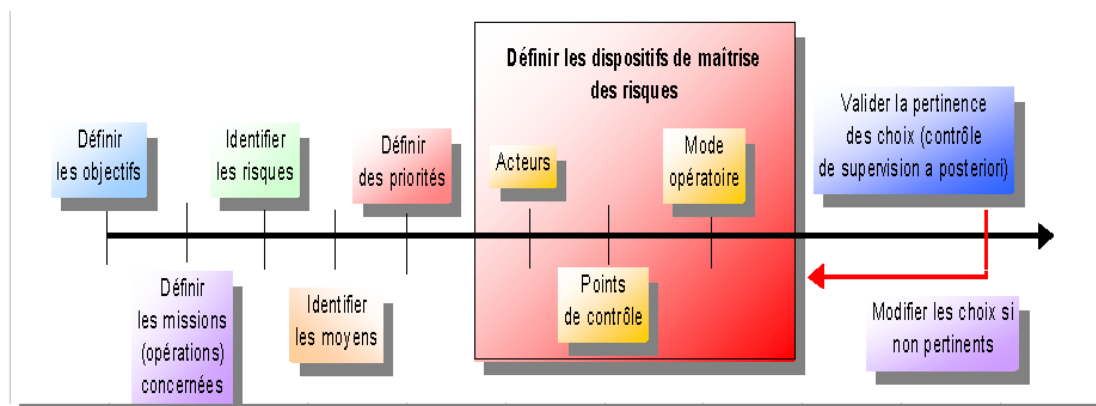 Définir
les objectifs
Définir
les missions
(opérations)
concernées
Identifier
les risques
Identifier
les moyens
Définir
des priorités
Définir les dispositifs de maîtrise
des risques
Acteurs
Points
de contrôle
Mode
opératoire
Valider la pertinence
des choix (contrôle
de supervision a posteriori)
Modifier les choix si
non pertinents